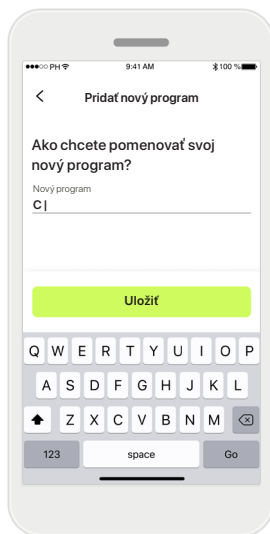 PH 9:41 AM 100 %
Pridať nový program
Ako chcete pomenovať svoj
nový program?
Nový program
C
Uložiť
Q W E R T Y U I O P
A S D F G H J K L
Z X C V B N M
123 space Go